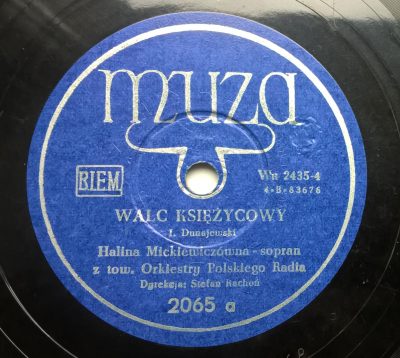 muza
BIEM
Wn 2435-4
4-B-83676
WALC KSIĘŻYCOWY
I. Dunajewski
Halina Mickiewiczówna - sopran
z tow. Orkiestry Polskiego Radia
Dyrekcja: Stefan Rachoń
2065 a